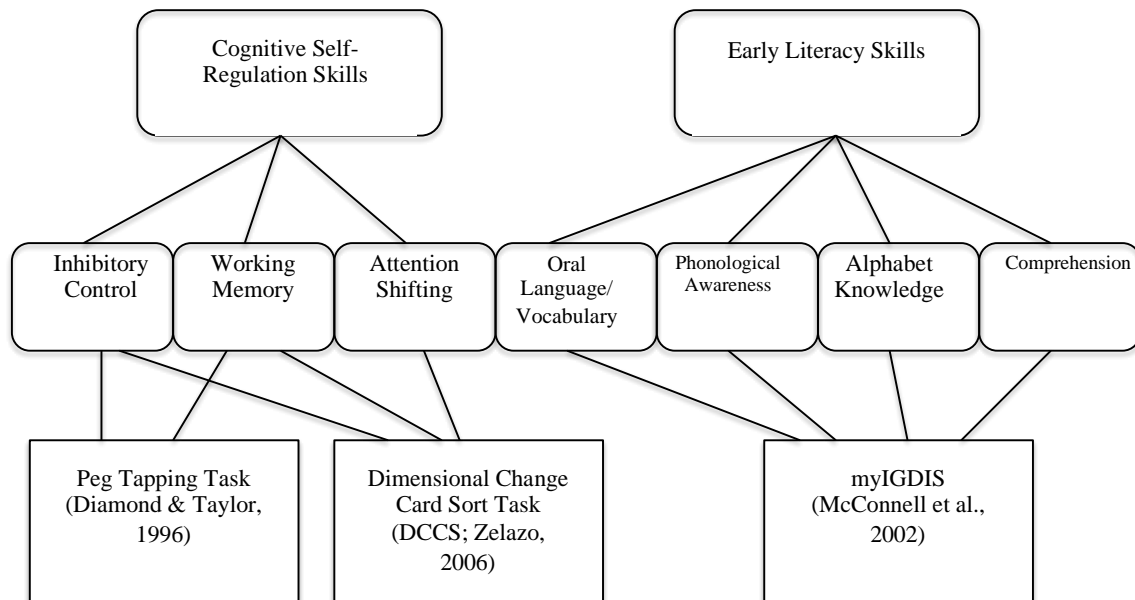 Cognitive Self-
Regulation Skills
Early Literacy Skills
Inhibitory
Control
Working
Memory
Attention
Shifting
Oral
Language/
Vocabulary
Phonological
Awareness
Alphabet
Knowledge
Comprehension
Peg Tapping Task
(Diamond & Taylor,
1996)
Dimensional Change
Card Sort Task
(DCCS; Zelazo,
2006)
myIGDIS
(McConnell et al.,
2002)